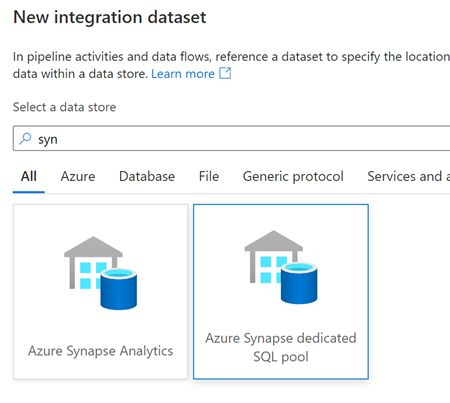 New integration dataset
In pipeline activities and data flows, reference a dataset to specify the location
data within a data store. Learn more
Select a data store
syn
All Azure Database File Generic protocol Services and a
Azure Synapse Analytics
Azure Synapse dedicated
SQL pool